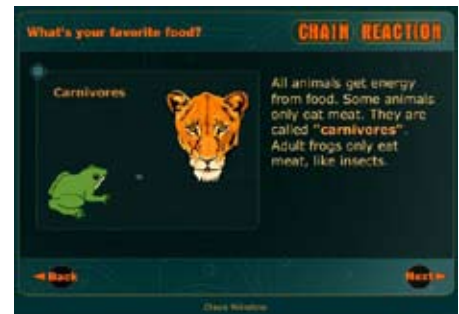 What's your favorite food?
CHAIN REACTION
Carnivores
All animals get energy
from food. Some animals
only eat meat. They are
called "carnivores".
Adult frogs only eat
meat, like insects.
Back
Next